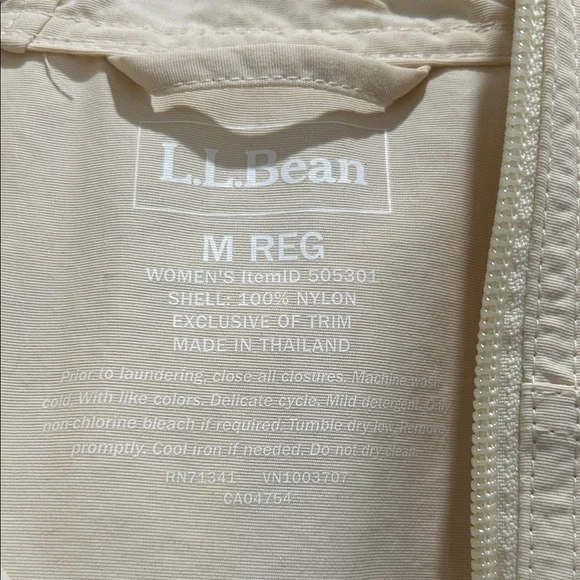 L.L.Bean
M REG
WOMEN'S ItemID 505301
SHELL: 100% NYLON
EXCLUSIVE OF TRIM
MADE IN THAILAND
Prior to laundering, close all closures. Machine wash
cold. With like colors. Delicate cycle. Mild detergent. Only
non-chlorine bleach if required. Tumble dry low. Remove
promptly. Cool iron if needed. Do not dry clean.
RN71341 VN1003707
CA04754